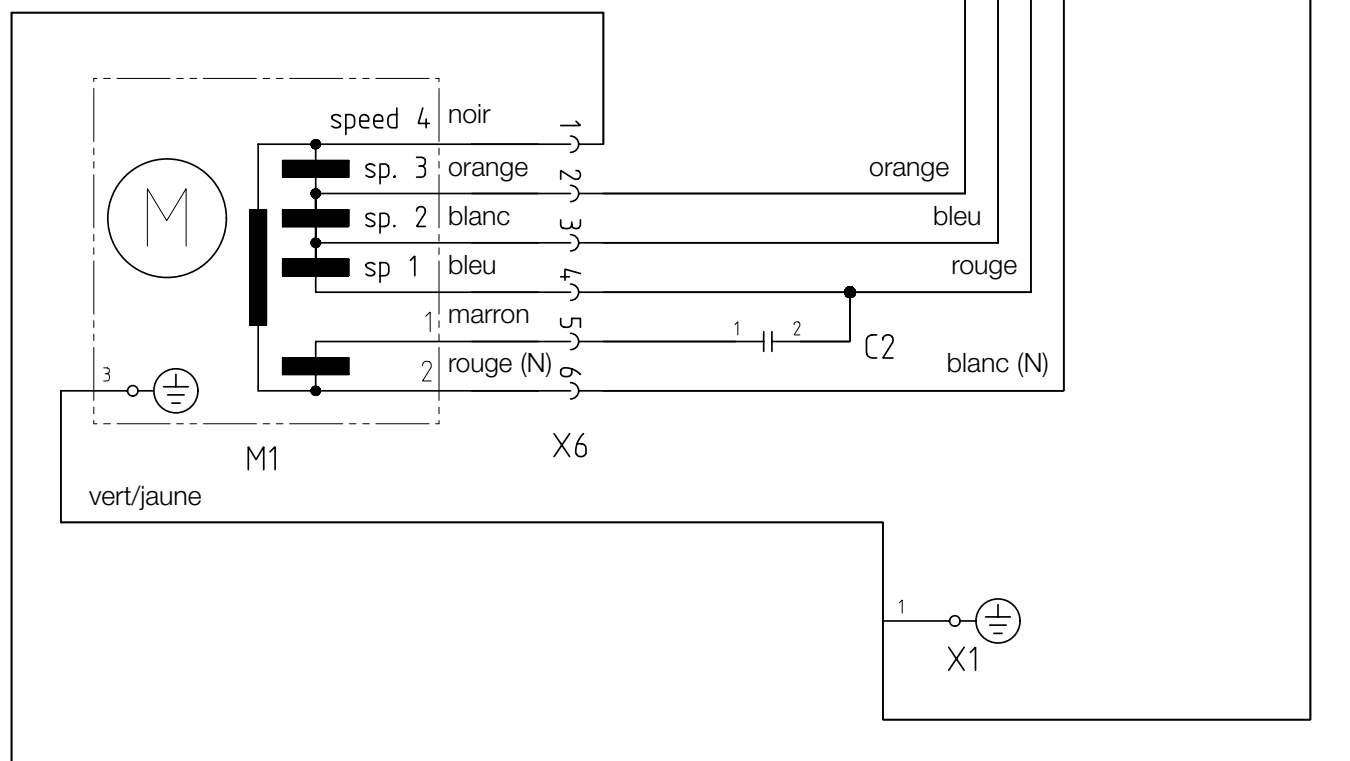 speed 4 noir 1
sp. 3 orange 2 orange
sp. 2 blanc 3 bleu
sp 1 bleu 4 rouge
1 marron 5 1 2 C2
2 rouge (N) 6 blanc (N)
3
M
M1 X6
vert/jaune
1
X1